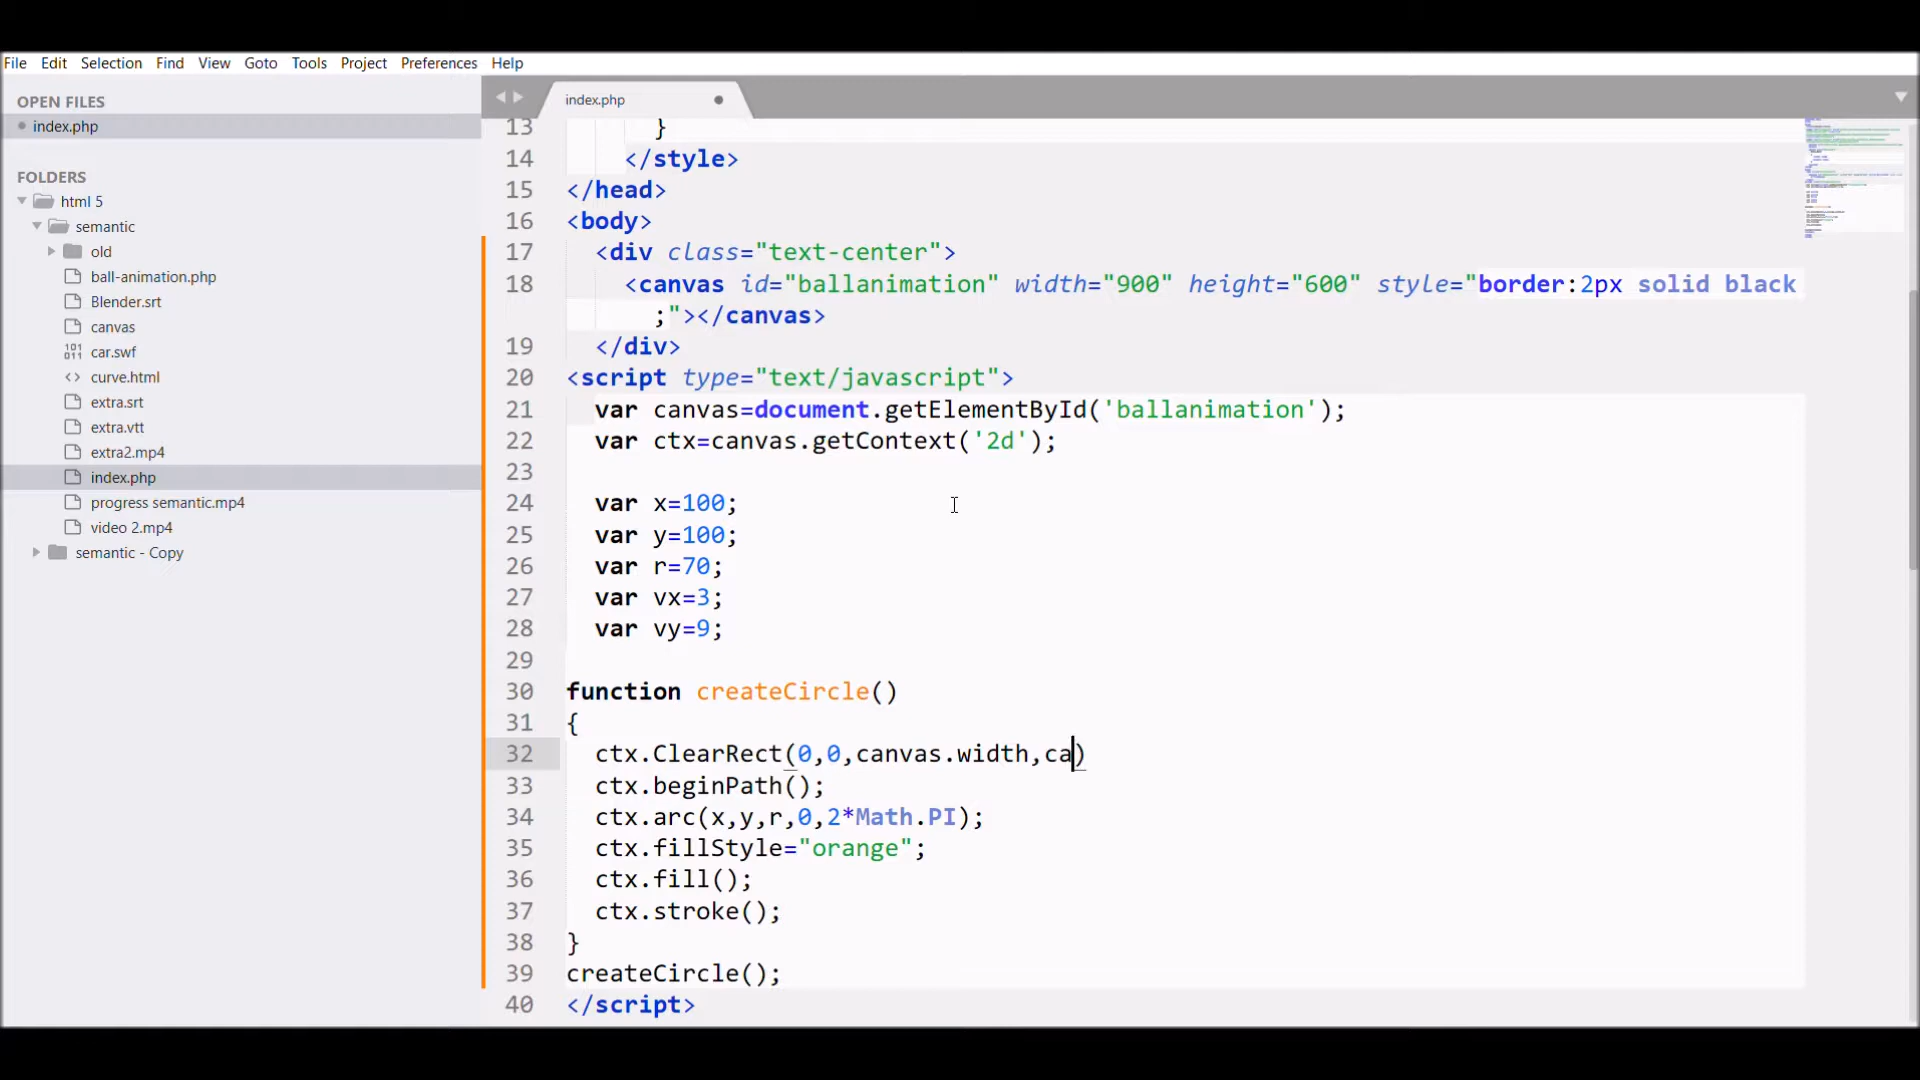 File Edit Selection Find View Goto Tools Project Preferences Help
OPEN FILES
index.php
FOLDERS
html 5
semantic
old
ball-animation.php
Blender.srt
canvas
car.swf
curve.html
extra.srt
extra.vtt
extra2.mp4
index.php
progress semantic.mp4
video 2.mp4
semantic - Copy
index.php
13 }
14 </style>
15 </head>
16 <body>
17 <div class="text-center">
18 <canvas id="ballanimation" width="900" height="600" style="border:2px solid black
;"></canvas>
19 </div>
20 <script type="text/javascript">
21 var canvas=document.getElementById('ballanimation');
22 var ctx=canvas.getContext('2d');
23
24 var x=100;
25 var y=100;
26 var r=70;
27 var vx=3;
28 var vy=9;
29
30 function createCircle()
31 {
32 ctx.ClearRect(0,0,canvas.width,ca)
33 ctx.beginPath();
34 ctx.arc(x,y,r,0,2*Math.PI);
35 ctx.fillStyle="orange";
36 ctx.fill();
37 ctx.stroke();
38 }
39 createCircle();
40 </script>